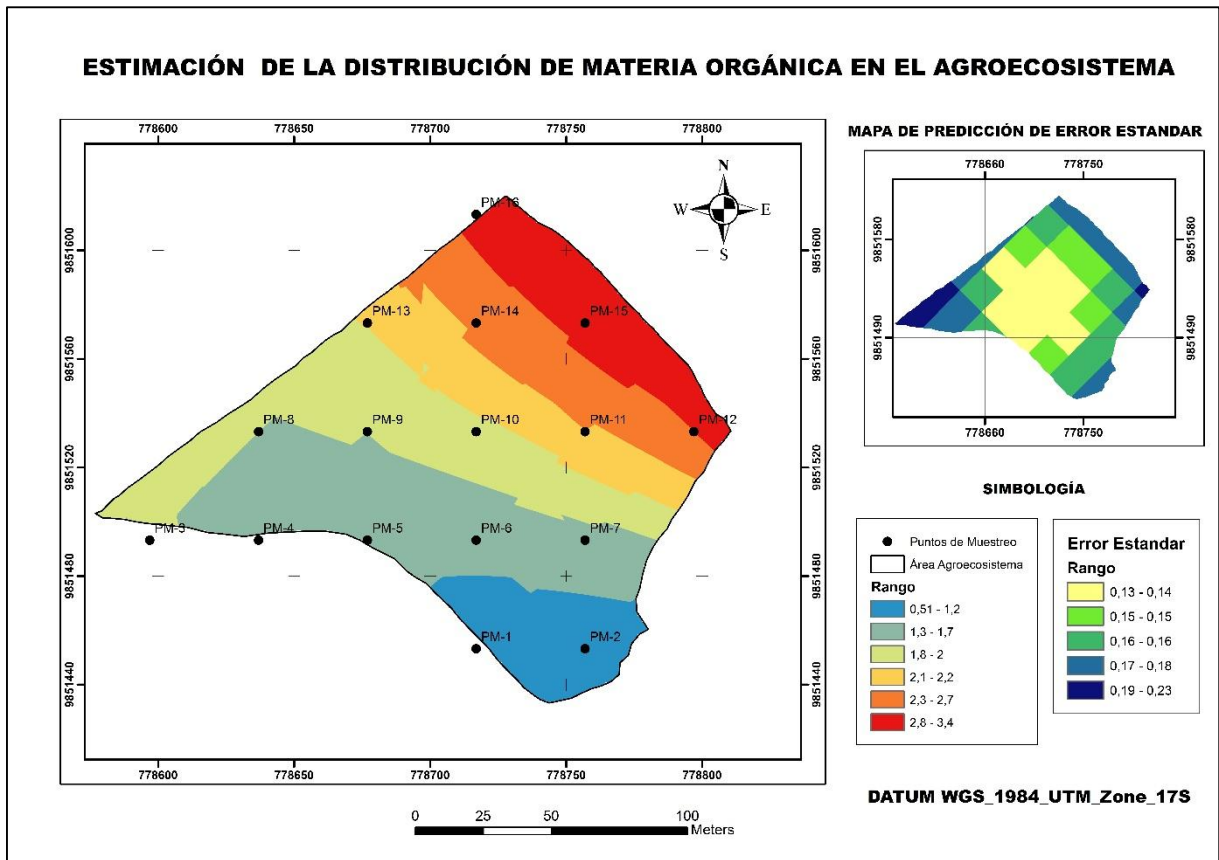 ESTIMACIÓN DE LA DISTRIBUCIÓN DE MATERIA ORGÁNICA EN EL AGROECOSISTEMA
778600 778650 778700 778750 778800
N
W E
S
PM-16
9851600 9851600
PM-13 PM-14 PM-15
9851560 9851560
PM-8 PM-9 PM-10 PM-11 PM-12
9851520 9851520
PM-3 PM-4 PM-5 PM-6 PM-7
9851480 9851480
PM-1 PM-2
9851440 9851440
778600 778650 778700 778750 778800
0 25 50 100
Meters
MAPA DE PREDICCIÓN DE ERROR ESTANDAR
778660 778750
9851580 9851580
9851490 9851490
778660 778750
SIMBOLOGÍA
Puntos de Muestreo
Área Agroecosistema
Rango
0,51 - 1,2
1,3 - 1,7
1,8 - 2
2,1 - 2,2
2,3 - 2,7
2,8 - 3,4
Error Estandar
Rango
0,13 - 0,14
0,15 - 0,15
0,16 - 0,16
0,17 - 0,18
0,19 - 0,23
DATUM WGS_1984_UTM_Zone_17S